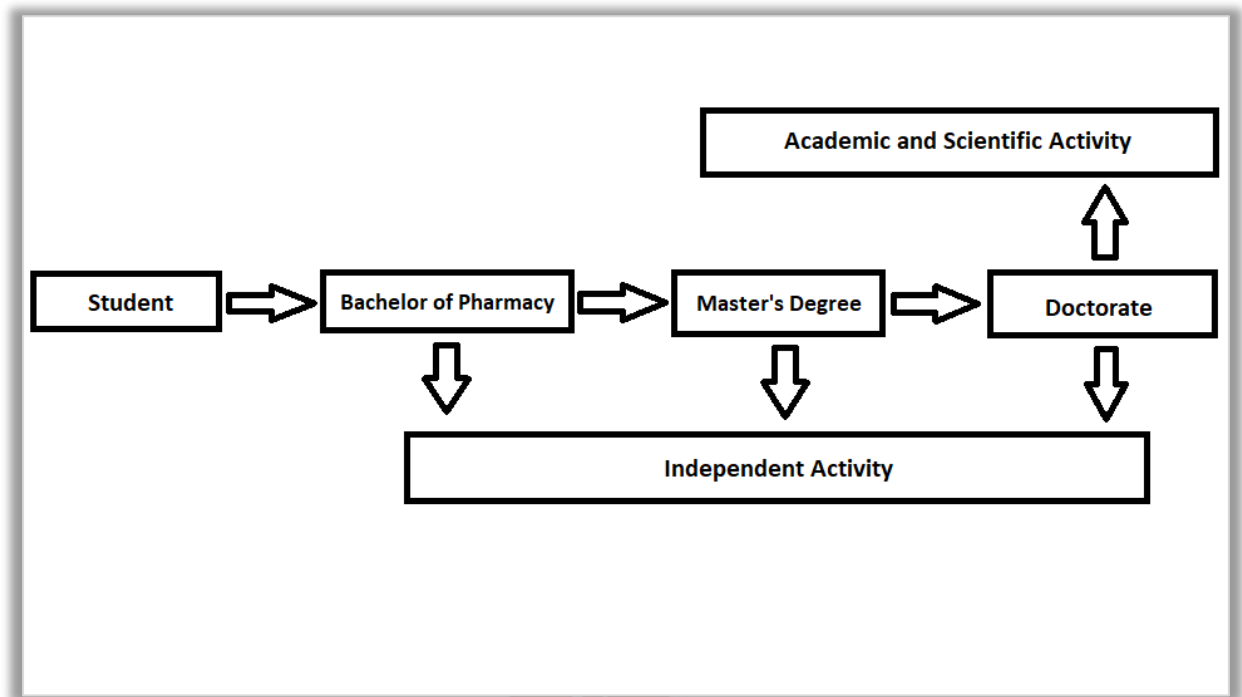 Academic and Scientific Activity
Student
Bachelor of Pharmacy
Master's Degree
Doctorate
Independent Activity